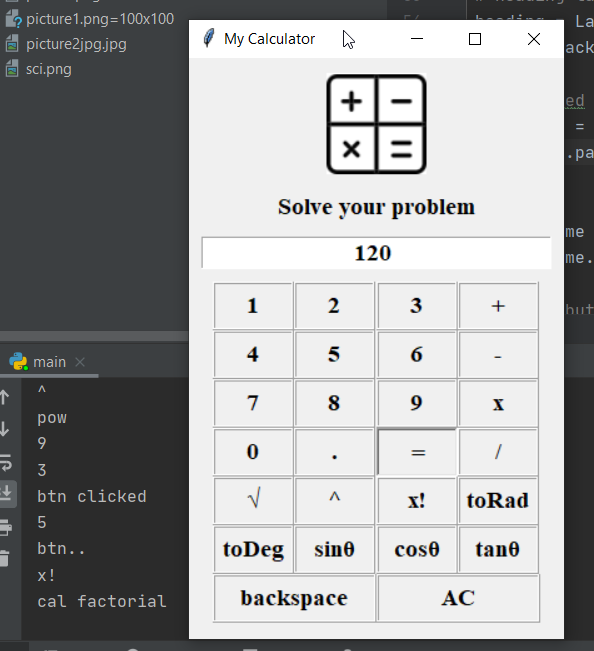 picture1.png=100x100
picture2jpg.jpg
sci.png
My Calculator
Solve your problem
120
1 2 3 +
4 5 6 -
7 8 9 x
0 . = /
√ ^ x! toRad
toDeg sinθ cosθ tanθ
backspace AC
main
^
pow
9
3
btn clicked
5
btn..
x!
cal factorial